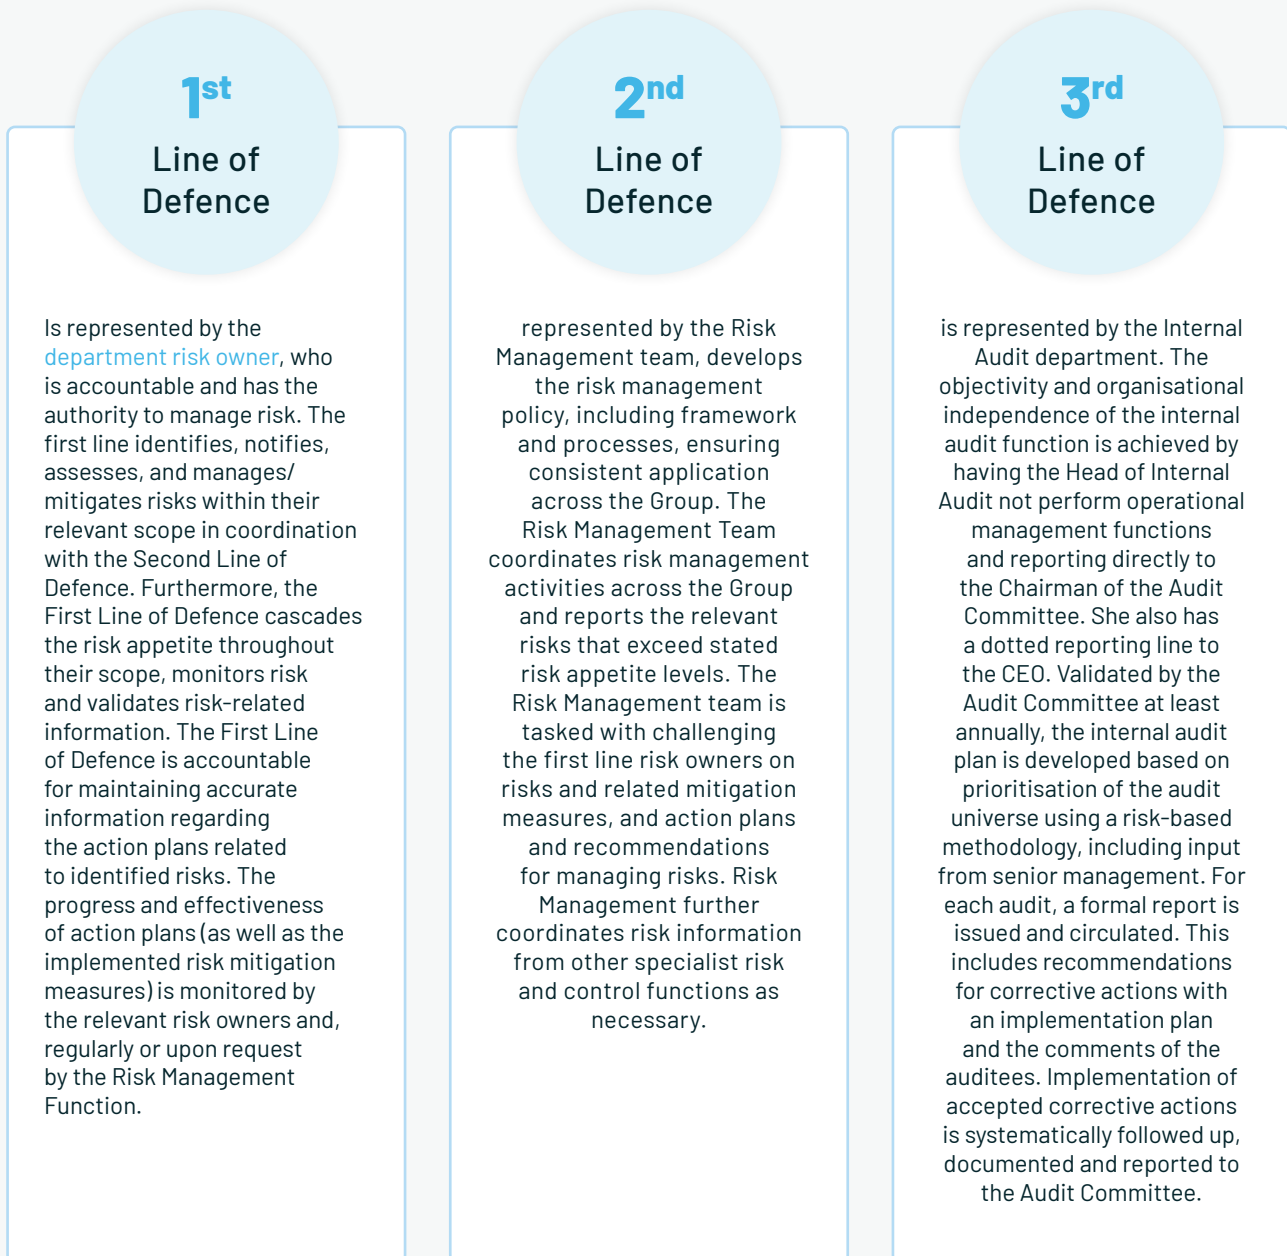 1st
Line of
Defence
Is represented by the
department risk owner, who
is accountable and has the
authority to manage risk. The
first line identifies, notifies,
assesses, and manages/
mitigates risks within their
relevant scope in coordination
with the Second Line of
Defence. Furthermore, the
First Line of Defence cascades
the risk appetite throughout
their scope, monitors risk
and validates risk-related
information. The First Line
of Defence is accountable
for maintaining accurate
information regarding
the action plans related
to identified risks. The
progress and effectiveness
of action plans (as well as the
implemented risk mitigation
measures) is monitored by
the relevant risk owners and,
regularly or upon request
by the Risk Management
Function.
2nd
Line of
Defence
represented by the Risk
Management team, develops
the risk management
policy, including framework
and processes, ensuring
consistent application
across the Group. The
Risk Management Team
coordinates risk management
activities across the Group
and reports the relevant
risks that exceed stated
risk appetite levels. The
Risk Management team is
tasked with challenging
the first line risk owners on
risks and related mitigation
measures, and action plans
and recommendations
for managing risks. Risk
Management further
coordinates risk information
from other specialist risk
and control functions as
necessary.
3rd
Line of
Defence
is represented by the Internal
Audit department. The
objectivity and organisational
independence of the internal
audit function is achieved by
having the Head of Internal
Audit not perform operational
management functions
and reporting directly to
the Chairman of the Audit
Committee. She also has
a dotted reporting line to
the CEO. Validated by the
Audit Committee at least
annually, the internal audit
plan is developed based on
prioritisation of the audit
universe using a risk-based
methodology, including input
from senior management. For
each audit, a formal report is
issued and circulated. This
includes recommendations
for corrective actions with
an implementation plan
and the comments of the
auditees. Implementation of
accepted corrective actions
is systematically followed up,
documented and reported to
the Audit Committee.